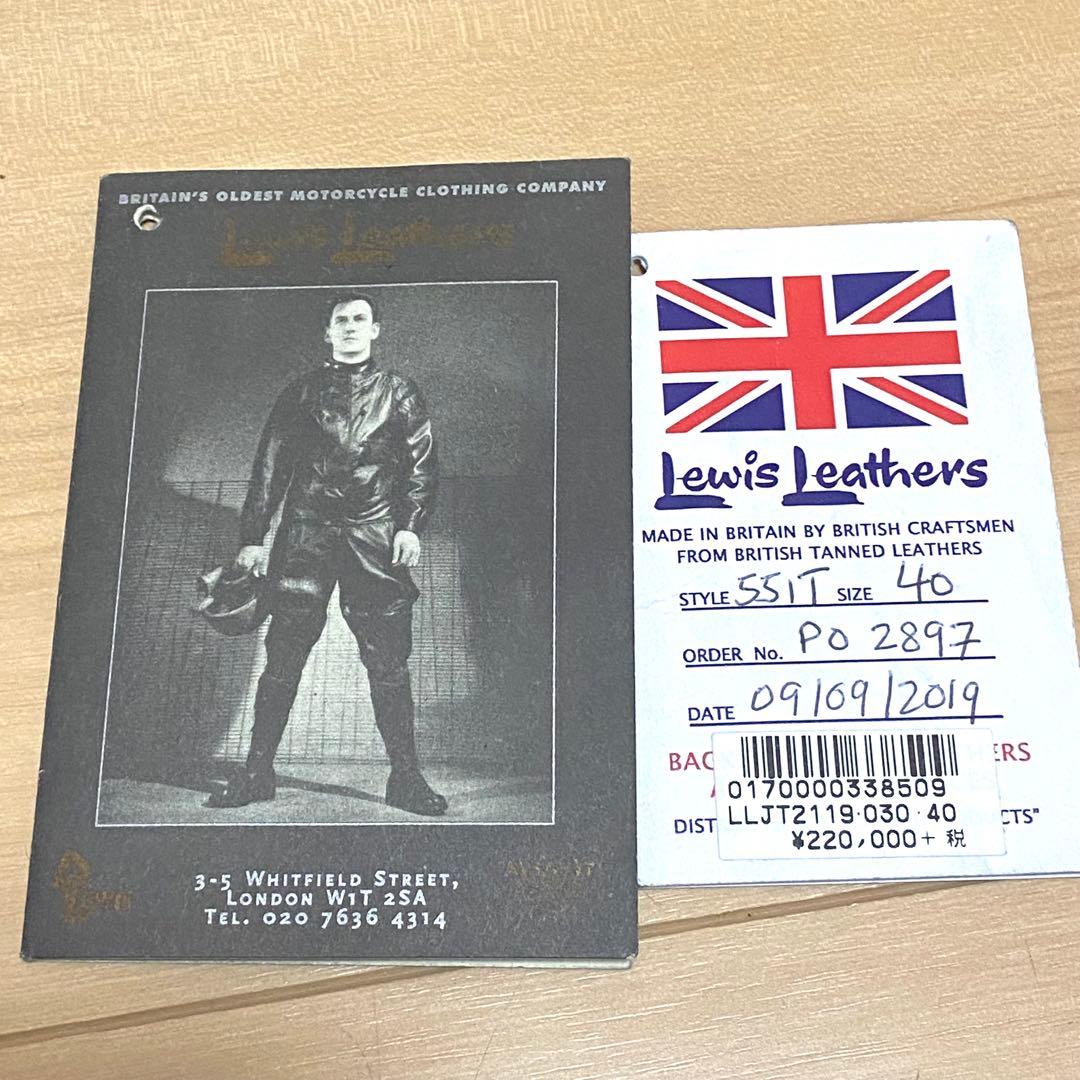 BRITAIN'S OLDEST MOTORCYCLE CLOTHING COMPANY
Lewis Leathers
3-5 WHITFIELD STREET,
LONDON W1T 2SA
TEL. 020 7636 4314
Lewis Leathers
MADE IN BRITAIN BY BRITISH CRAFTSMEN
FROM BRITISH TANNED LEATHERS
STYLE 551T SIZE 40
ORDER No. PO 2897
DATE 09/09/2019
0170000338509
LLJT2119·030·40
¥220,000+税